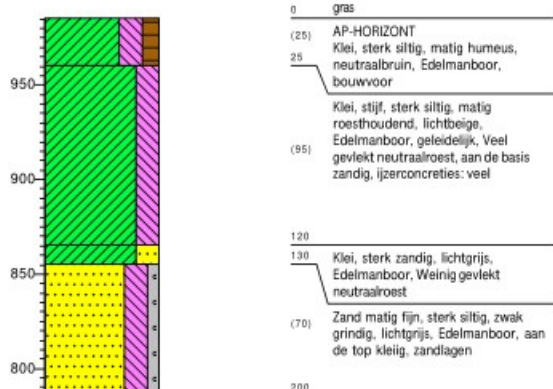 950
900
850
800
0 gras
(25) AP-HORIZONT
Klei, sterk siltig, matig humeus,
25 neutraalbruin, Edelmanboor,
bouwvoor
Klei, stijf, sterk siltig, matig
roesthoudend, lichtbeige,
(95) Edelmanboor, geleidelijk, Veel
gevlekt neutraalroest, aan de basis
zandig, ijzerconcreties: veel
120
130 Klei, sterk zandig, lichtgrijs,
Edelmanboor, Weinig gevlekt
neutraalroest
(70) Zand matig fijn, sterk siltig, zwak
grindig, lichtgrijs, Edelmanboor, aan
de top kleiig, zandlagen
200